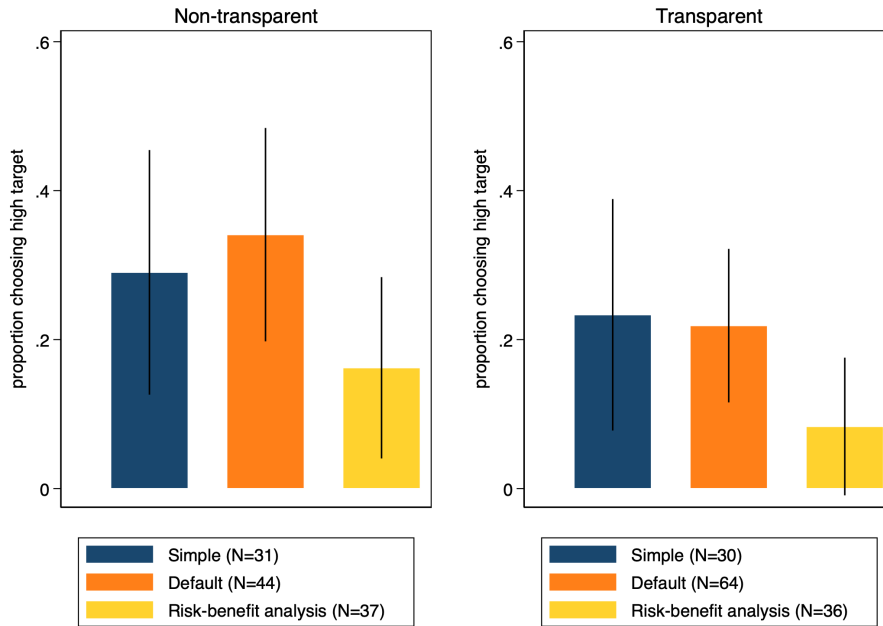 Non-transparent
proportion choosing high target
.6
.4
.2
0
Simple (N=31)
Default (N=44)
Risk-benefit analysis (N=37)
Transparent
proportion choosing high target
.6
.4
.2
0
Simple (N=30)
Default (N=64)
Risk-benefit analysis (N=36)